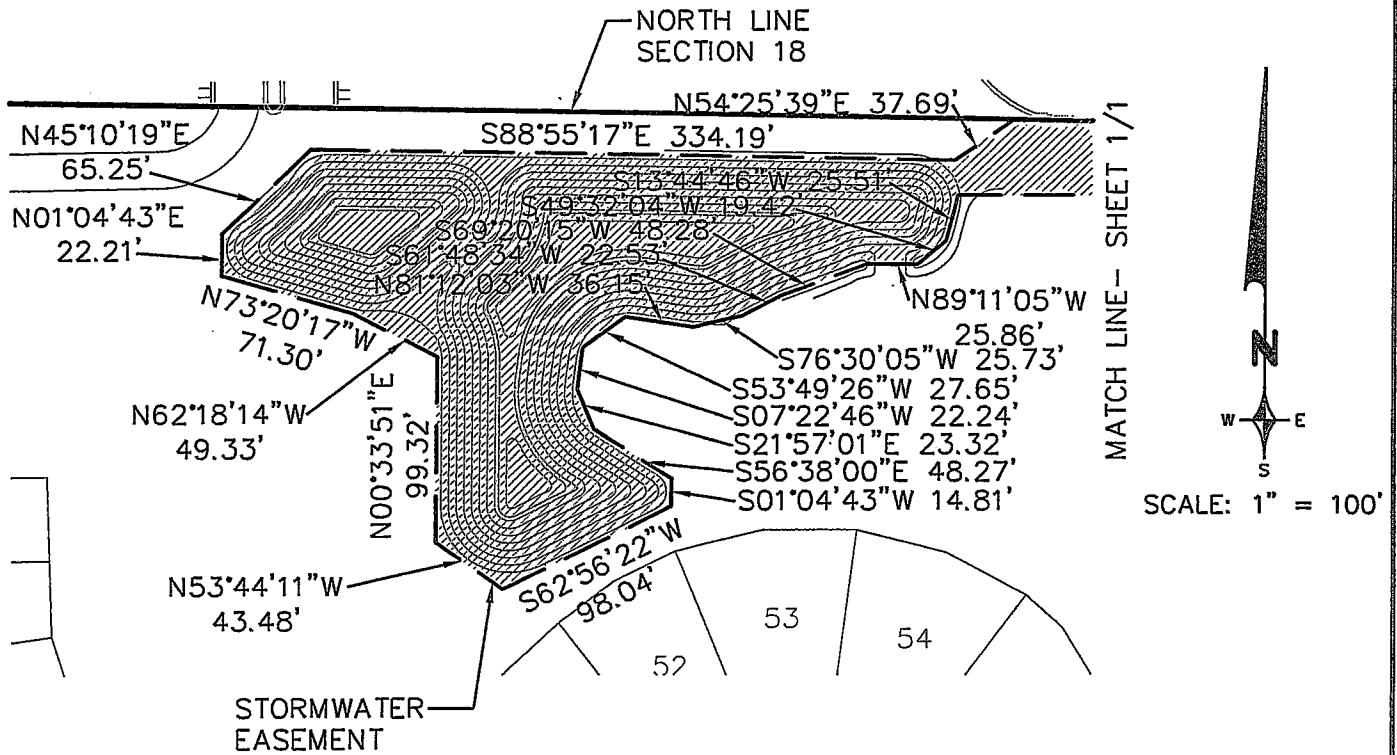 NORTH LINE
SECTION 18
N54°25'39"E 37.69'
N45°10'19"E
65.25'
S88°55'17"E 334.19'
S13°44'46"W 25.51'
S49°32'04"W 19.42'
N01°04'43"E
22.21'
S69°20'15"W 48.28'
S61°48'34"W 22.53'
N81°12'03"W 36.15'
N73°20'17"W
71.30'
N89°11'05"W
25.86'
S76°30'05"W 25.73'
S53°49'26"W 27.65'
S07°22'46"W 22.24'
S21°57'01"E 23.32'
S56°38'00"E 48.27'
S01°04'43"W 14.81'
N62°18'14"W
49.33'
N00°33'51"E
99.32'
N53°44'11"W
43.48'
S62°56'22"W
98.04'
52
53
54
STORMWATER
EASEMENT
MATCH LINE- SHEET 1/1
N
W E
S
SCALE: 1" = 100'